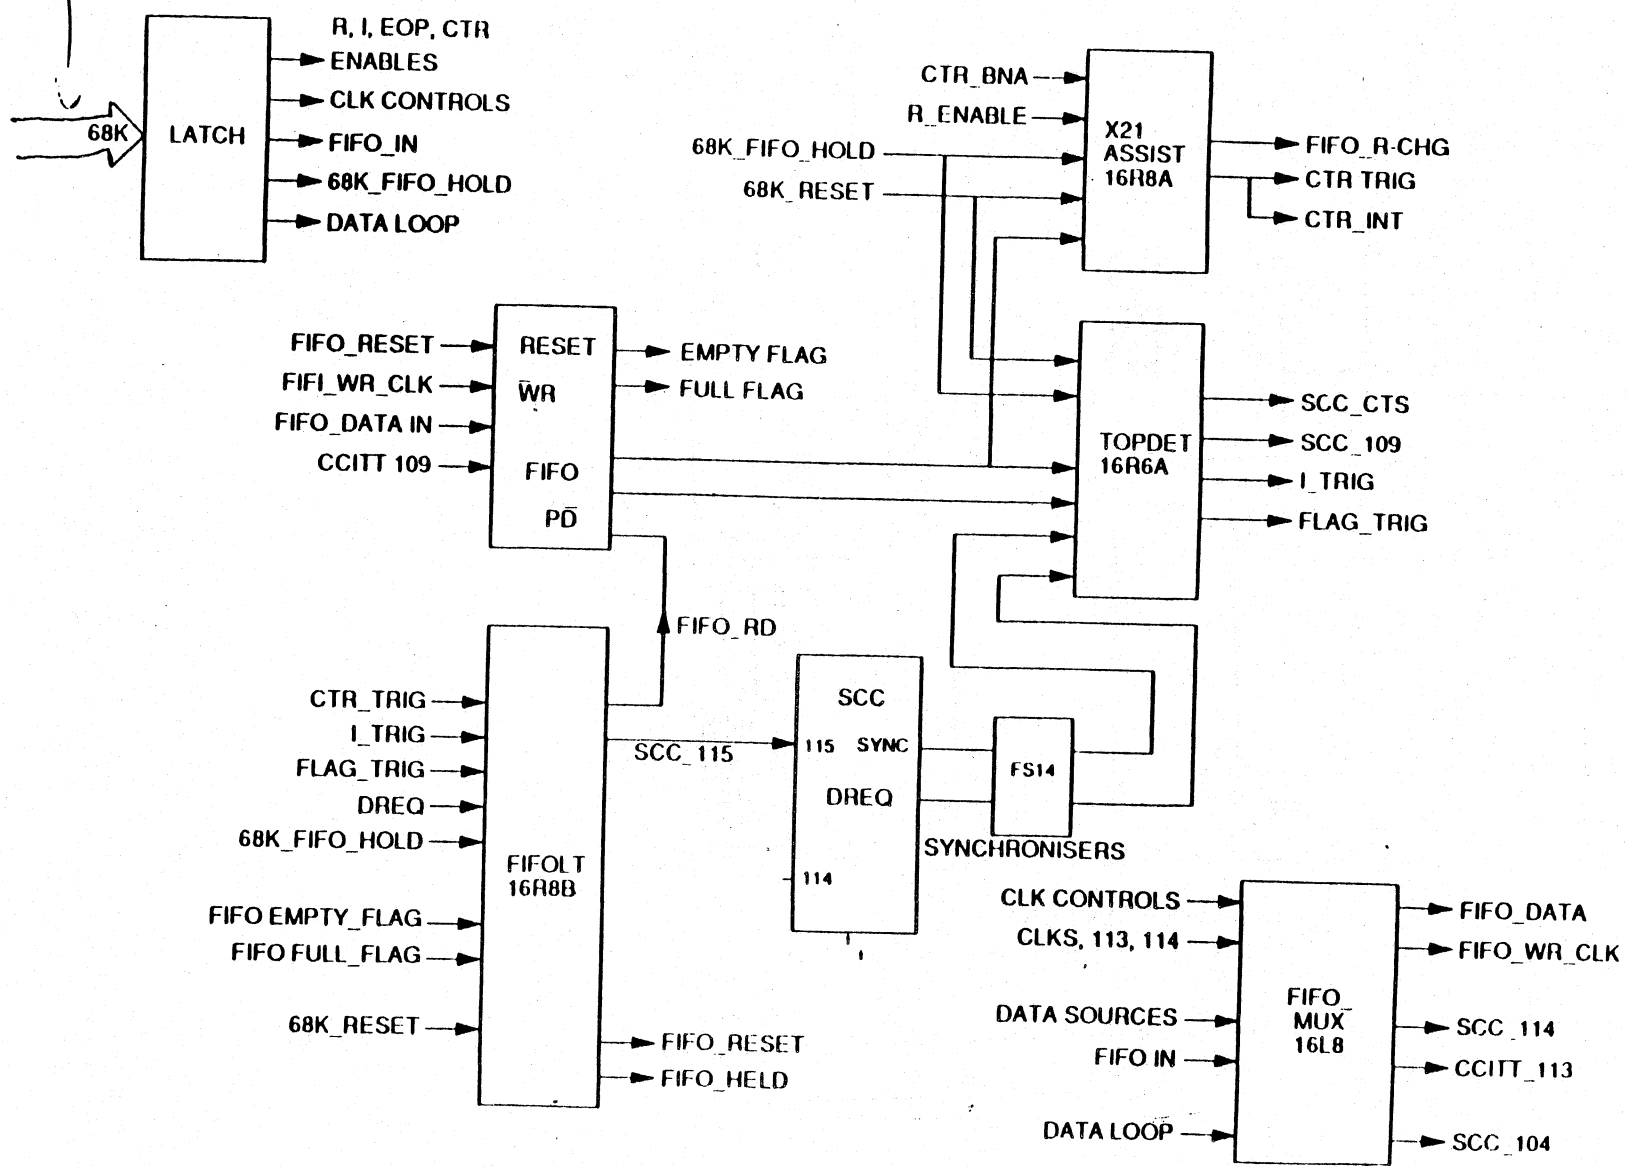 R, I, EOP, CTR
ENABLES
CLK CONTROLS
68K
LATCH
FIFO_IN
68K_FIFO_HOLD
DATA LOOP
CTR_BNA
R_ENABLE
68K_FIFO_HOLD
68K_RESET
X21
ASSIST
16R8A
FIFO_R-CHG
CTR TRIG
CTR_INT
FIFO_RESET
FIFI_WR_CLK
FIFO_DATA IN
CCITT 109
RESET
W̅R
FIFO
PD̅
EMPTY FLAG
FULL FLAG
TOPDET
16R6A
SCC_CTS
SCC_109
I_TRIG
FLAG_TRIG
FIFO_RD
CTR_TRIG
I_TRIG
FLAG_TRIG
DREQ
68K_FIFO_HOLD
FIFO EMPTY_FLAG
FIFO FULL_FLAG
68K_RESET
FIFOLT
16R8B
SCC_115
FIFO_RESET
FIFO_HELD
SCC
115 SYNC
DREQ
114
FS14
SYNCHRONISERS
CLK CONTROLS
CLKS, 113, 114
DATA SOURCES
FIFO IN
DATA LOOP
FIFO_
MUX
16L8
FIFO_DATA
FIFO_WR_CLK
SCC_114
CCITT_113
SCC_104